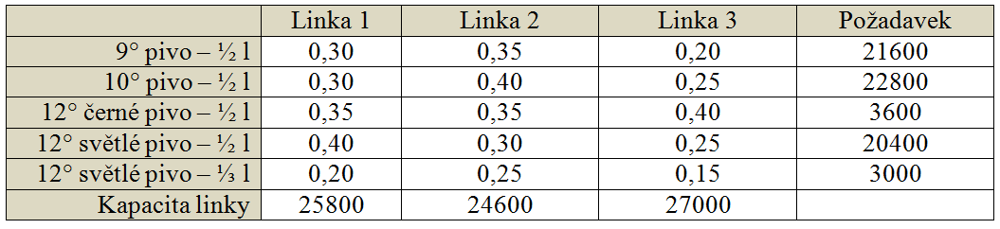 Linka 1 Linka 2 Linka 3 Požadavek
9° pivo – ½ l 0,30 0,35 0,20 21600
10° pivo – ½ l 0,30 0,40 0,25 22800
12° černé pivo – ½ l 0,35 0,35 0,40 3600
12° světlé pivo – ½ l 0,40 0,30 0,25 20400
12° světlé pivo – ⅓ l 0,20 0,25 0,15 3000
Kapacita linky 25800 24600 27000